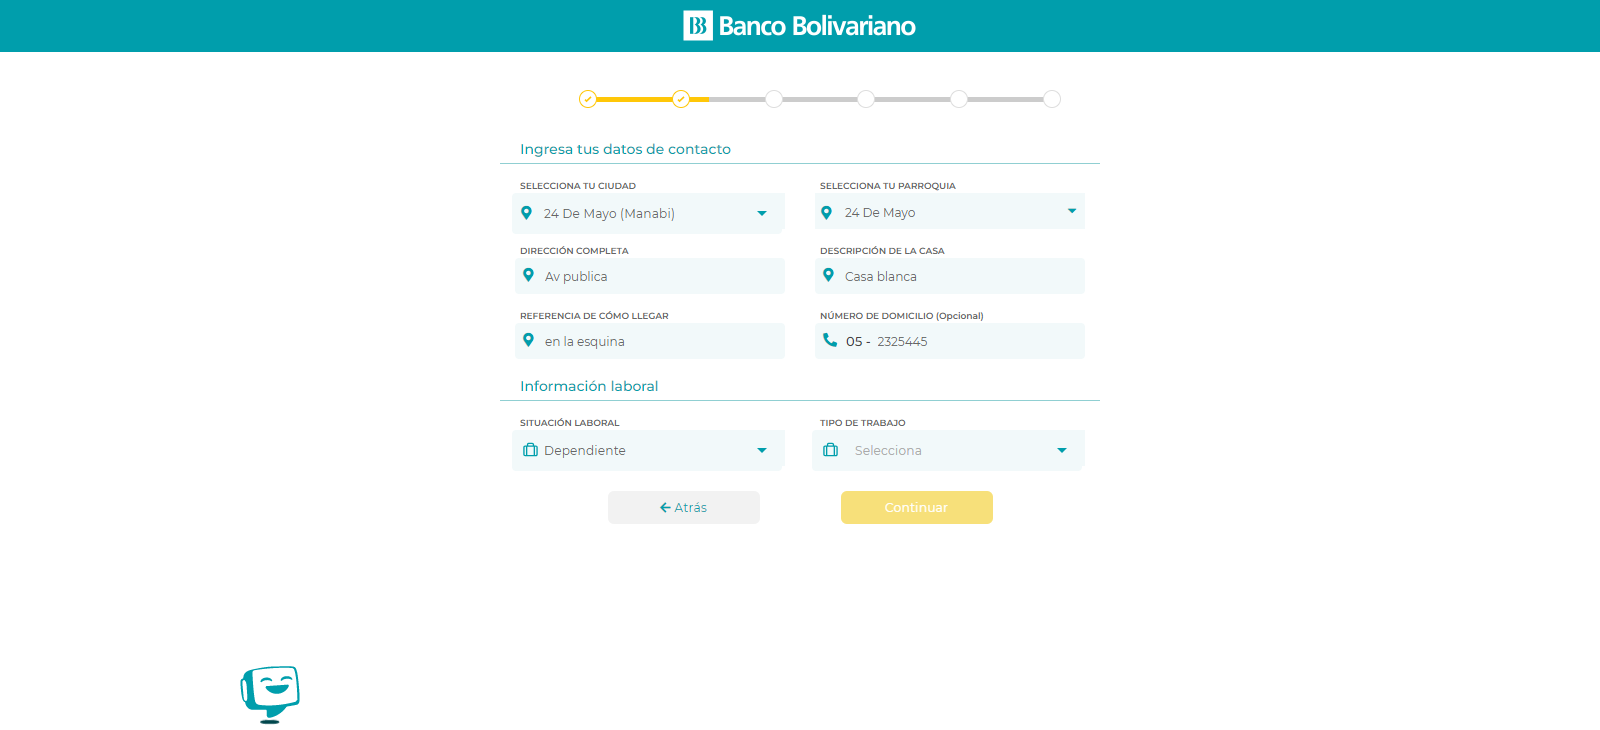 Banco Bolivariano
Ingresa tus datos de contacto
SELECCIONA TU CIUDAD
24 De Mayo (Manabi)
SELECCIONA TU PARROQUIA
24 De Mayo
DIRECCIÓN COMPLETA
Av publica
DESCRIPCIÓN DE LA CASA
Casa blanca
REFERENCIA DE CÓMO LLEGAR
en la esquina
NÚMERO DE DOMICILIO (Opcional)
05 - 2325445
Información laboral
SITUACIÓN LABORAL
Dependiente
TIPO DE TRABAJO
Selecciona
Atrás
Continuar